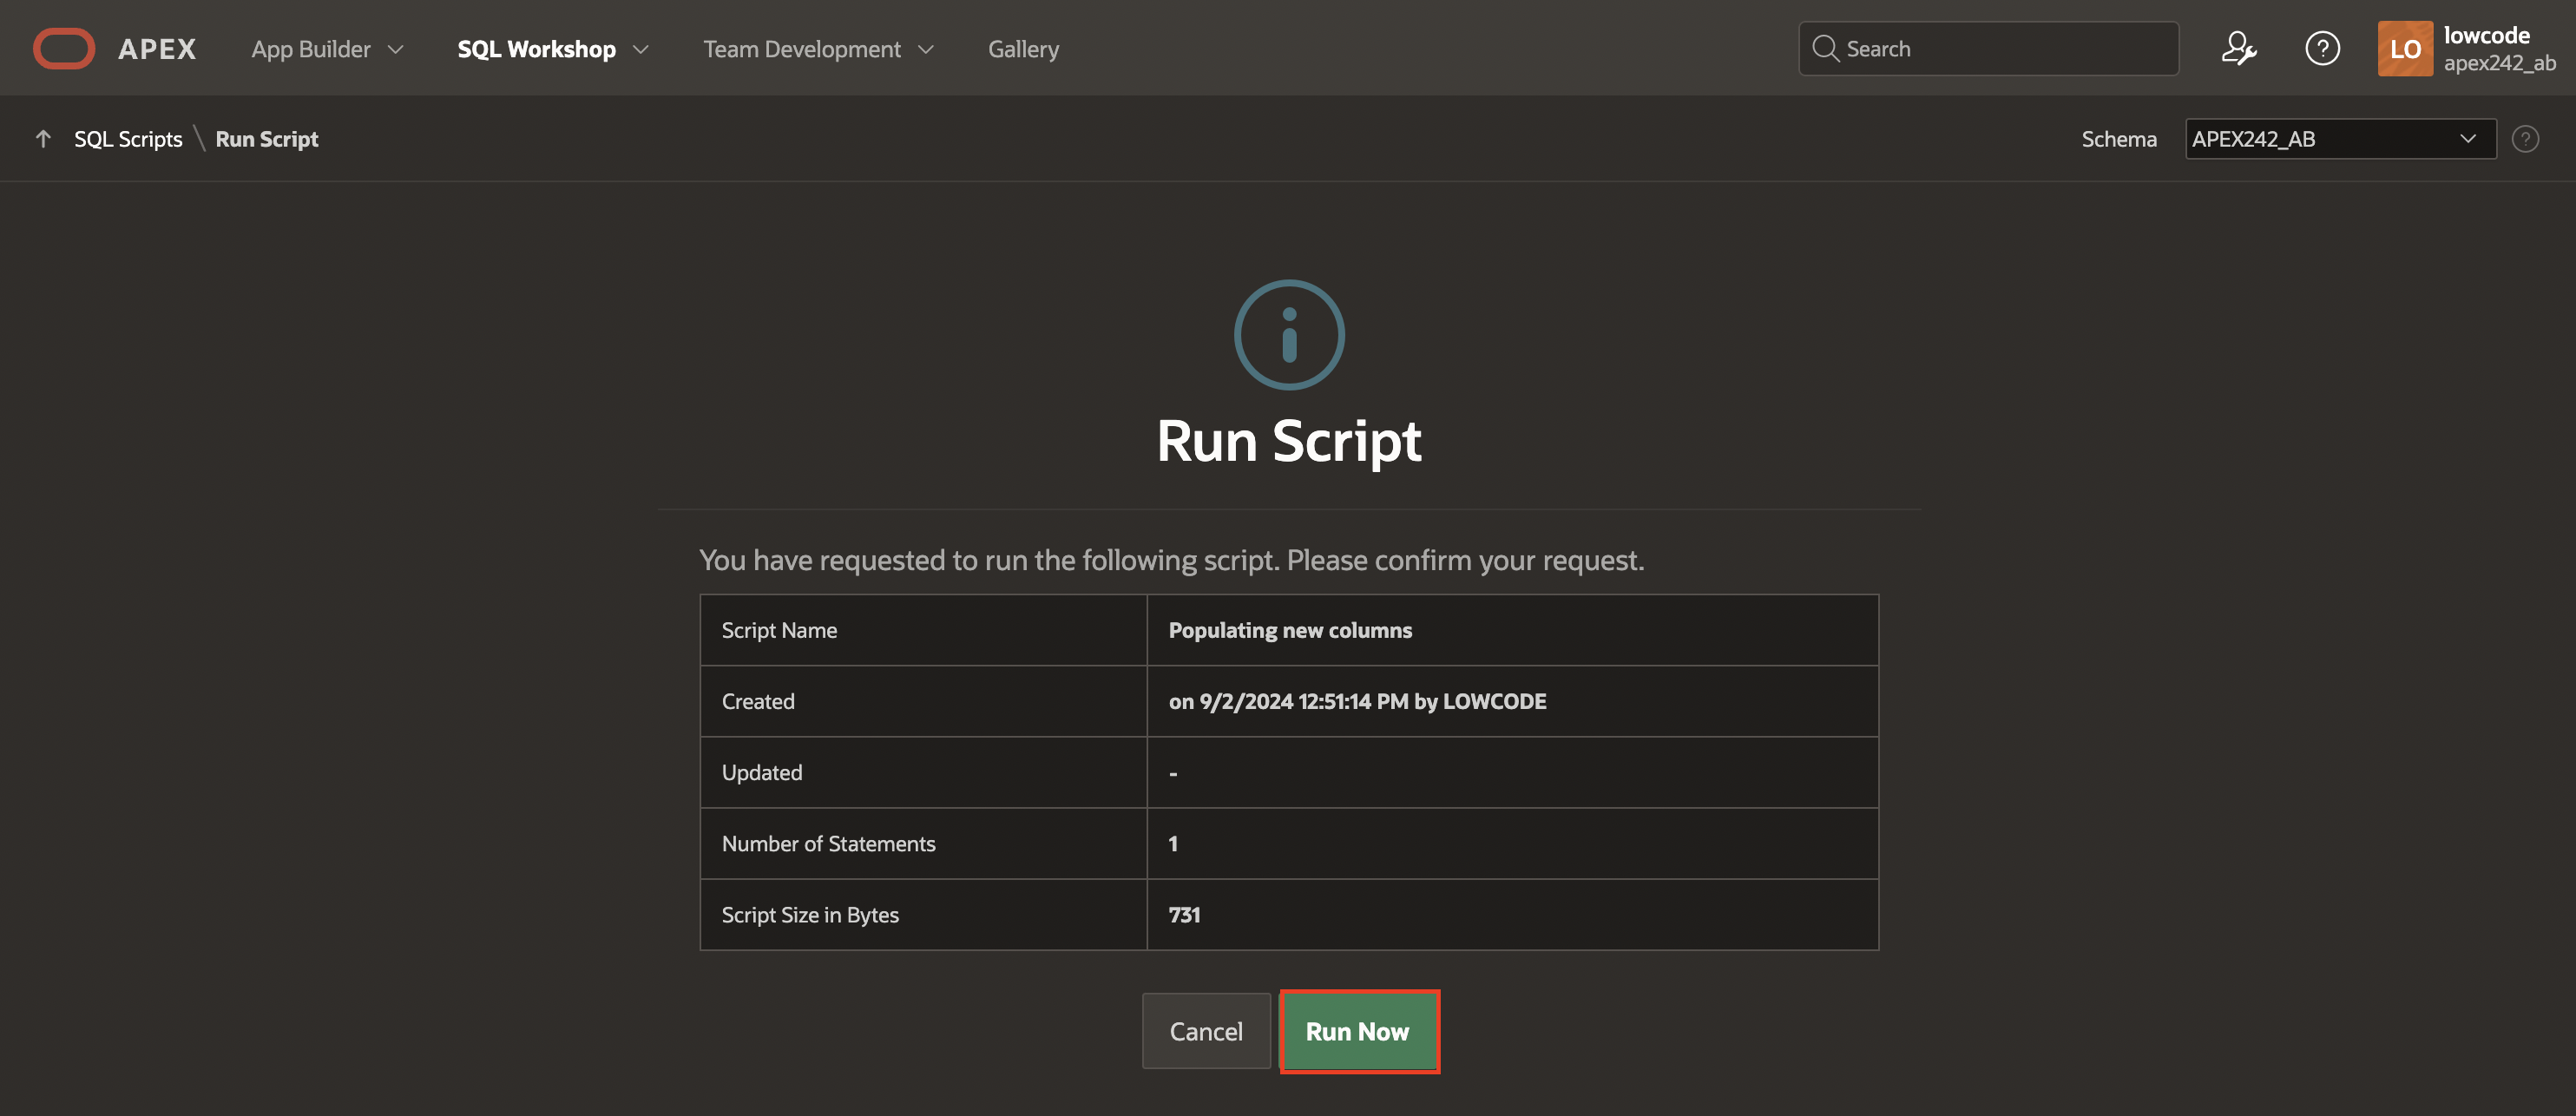 APEX App Builder SQL Workshop Team Development Gallery Search ? LO lowcode
apex242_ab
SQL Scripts \ Run Script Schema APEX242_AB ?
Run Script
You have requested to run the following script. Please confirm your request.
Script Name Populating new columns
Created on 9/2/2024 12:51:14 PM by LOWCODE
Updated -
Number of Statements 1
Script Size in Bytes 731
Cancel Run Now